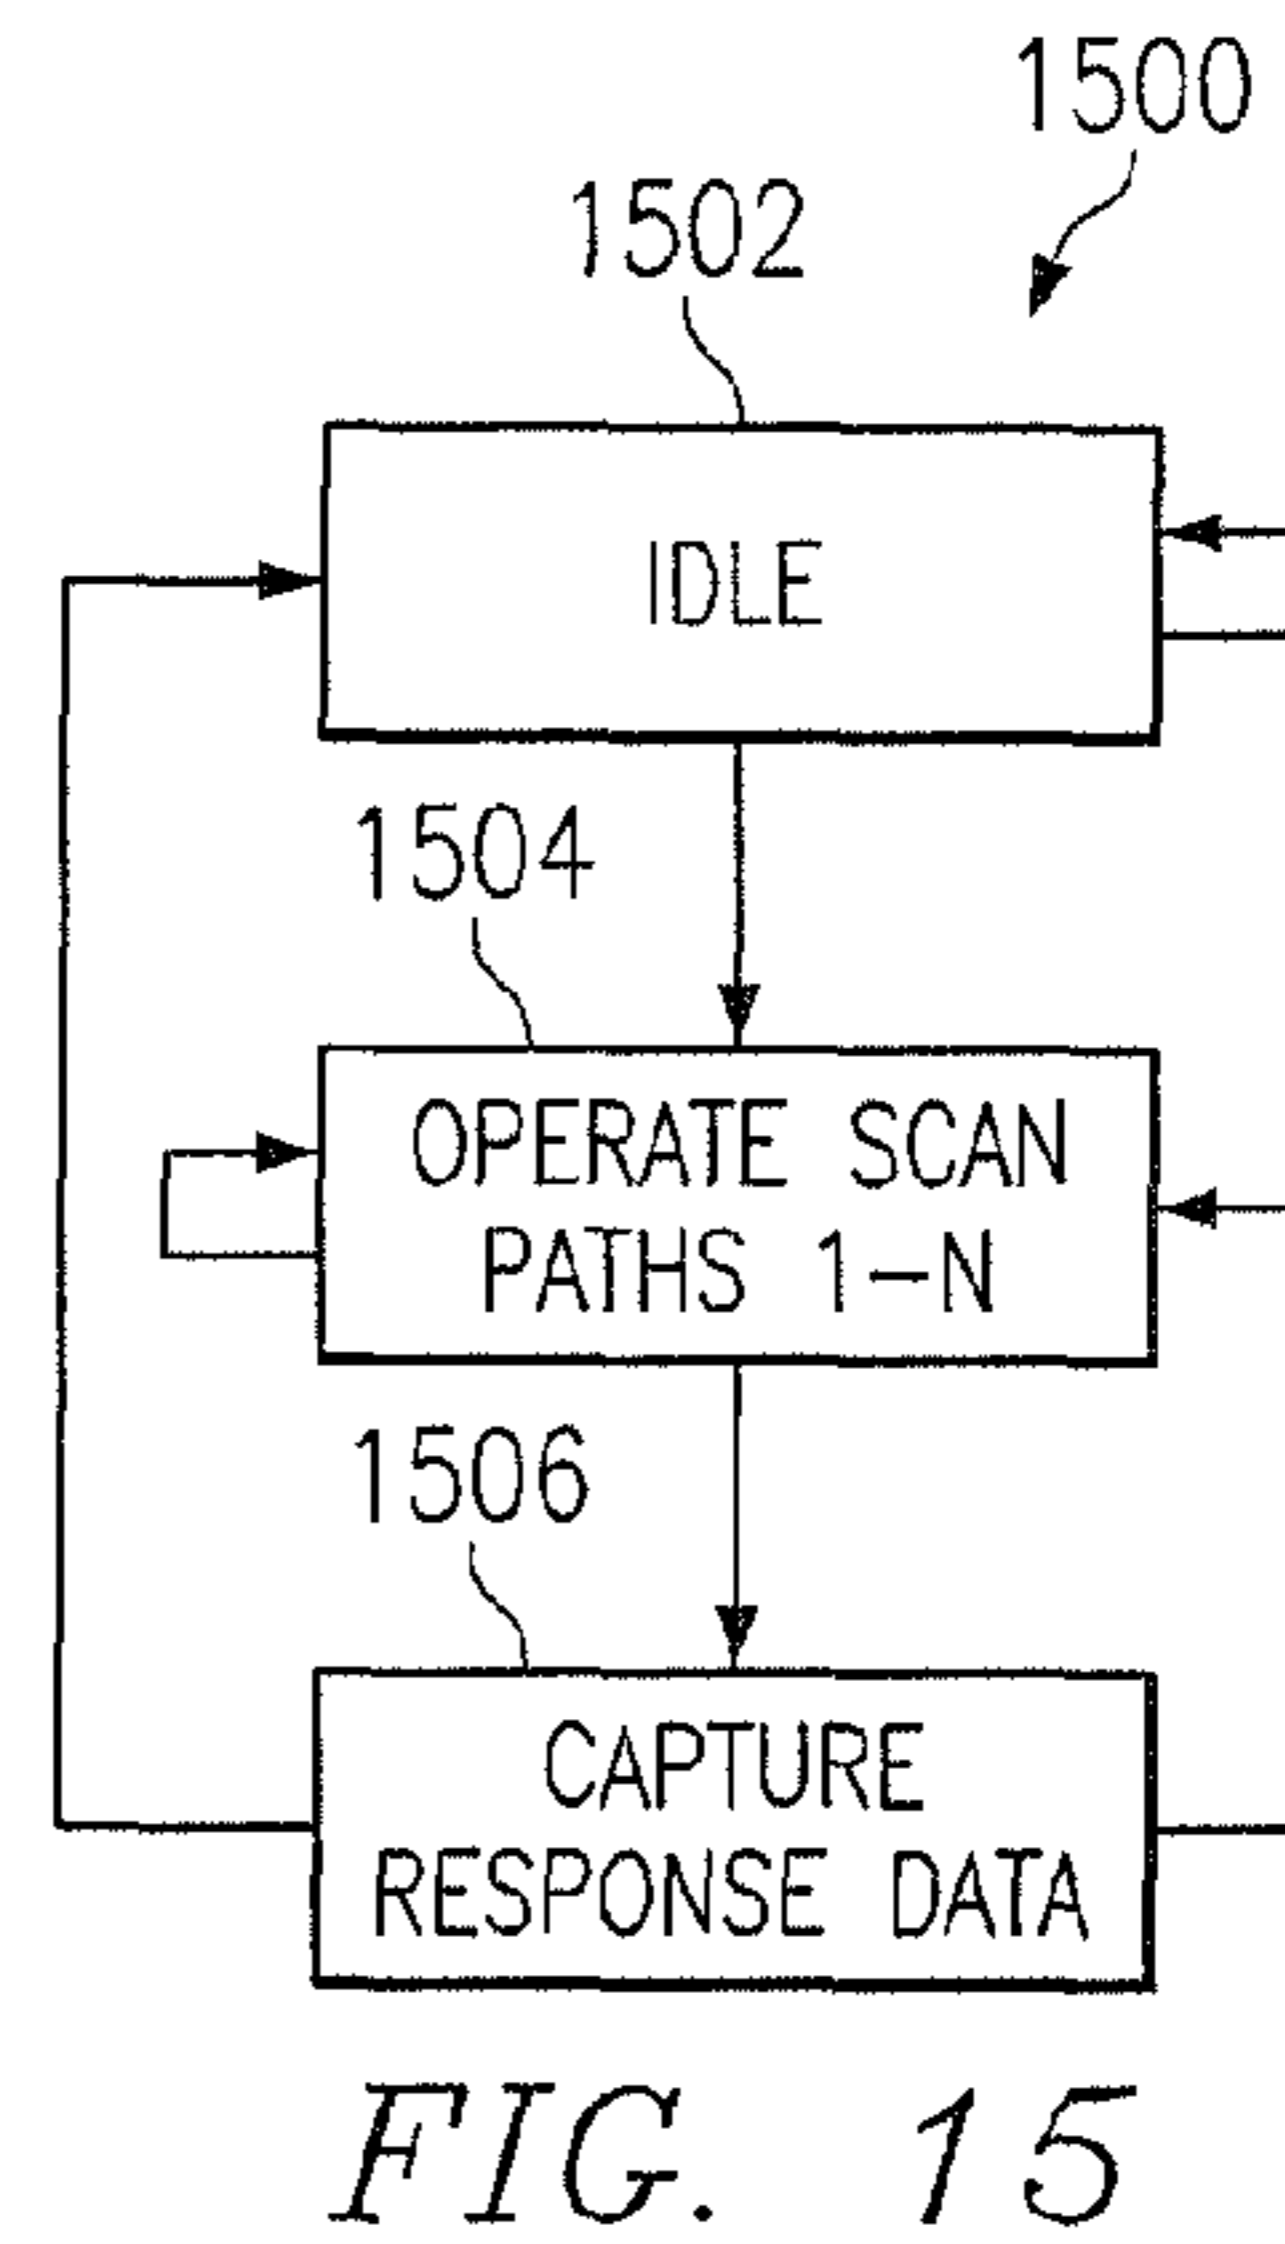 1500
1502
IDLE
1504
OPERATE SCAN
PATHS 1-N
1506
CAPTURE
RESPONSE DATA
FIG. 15